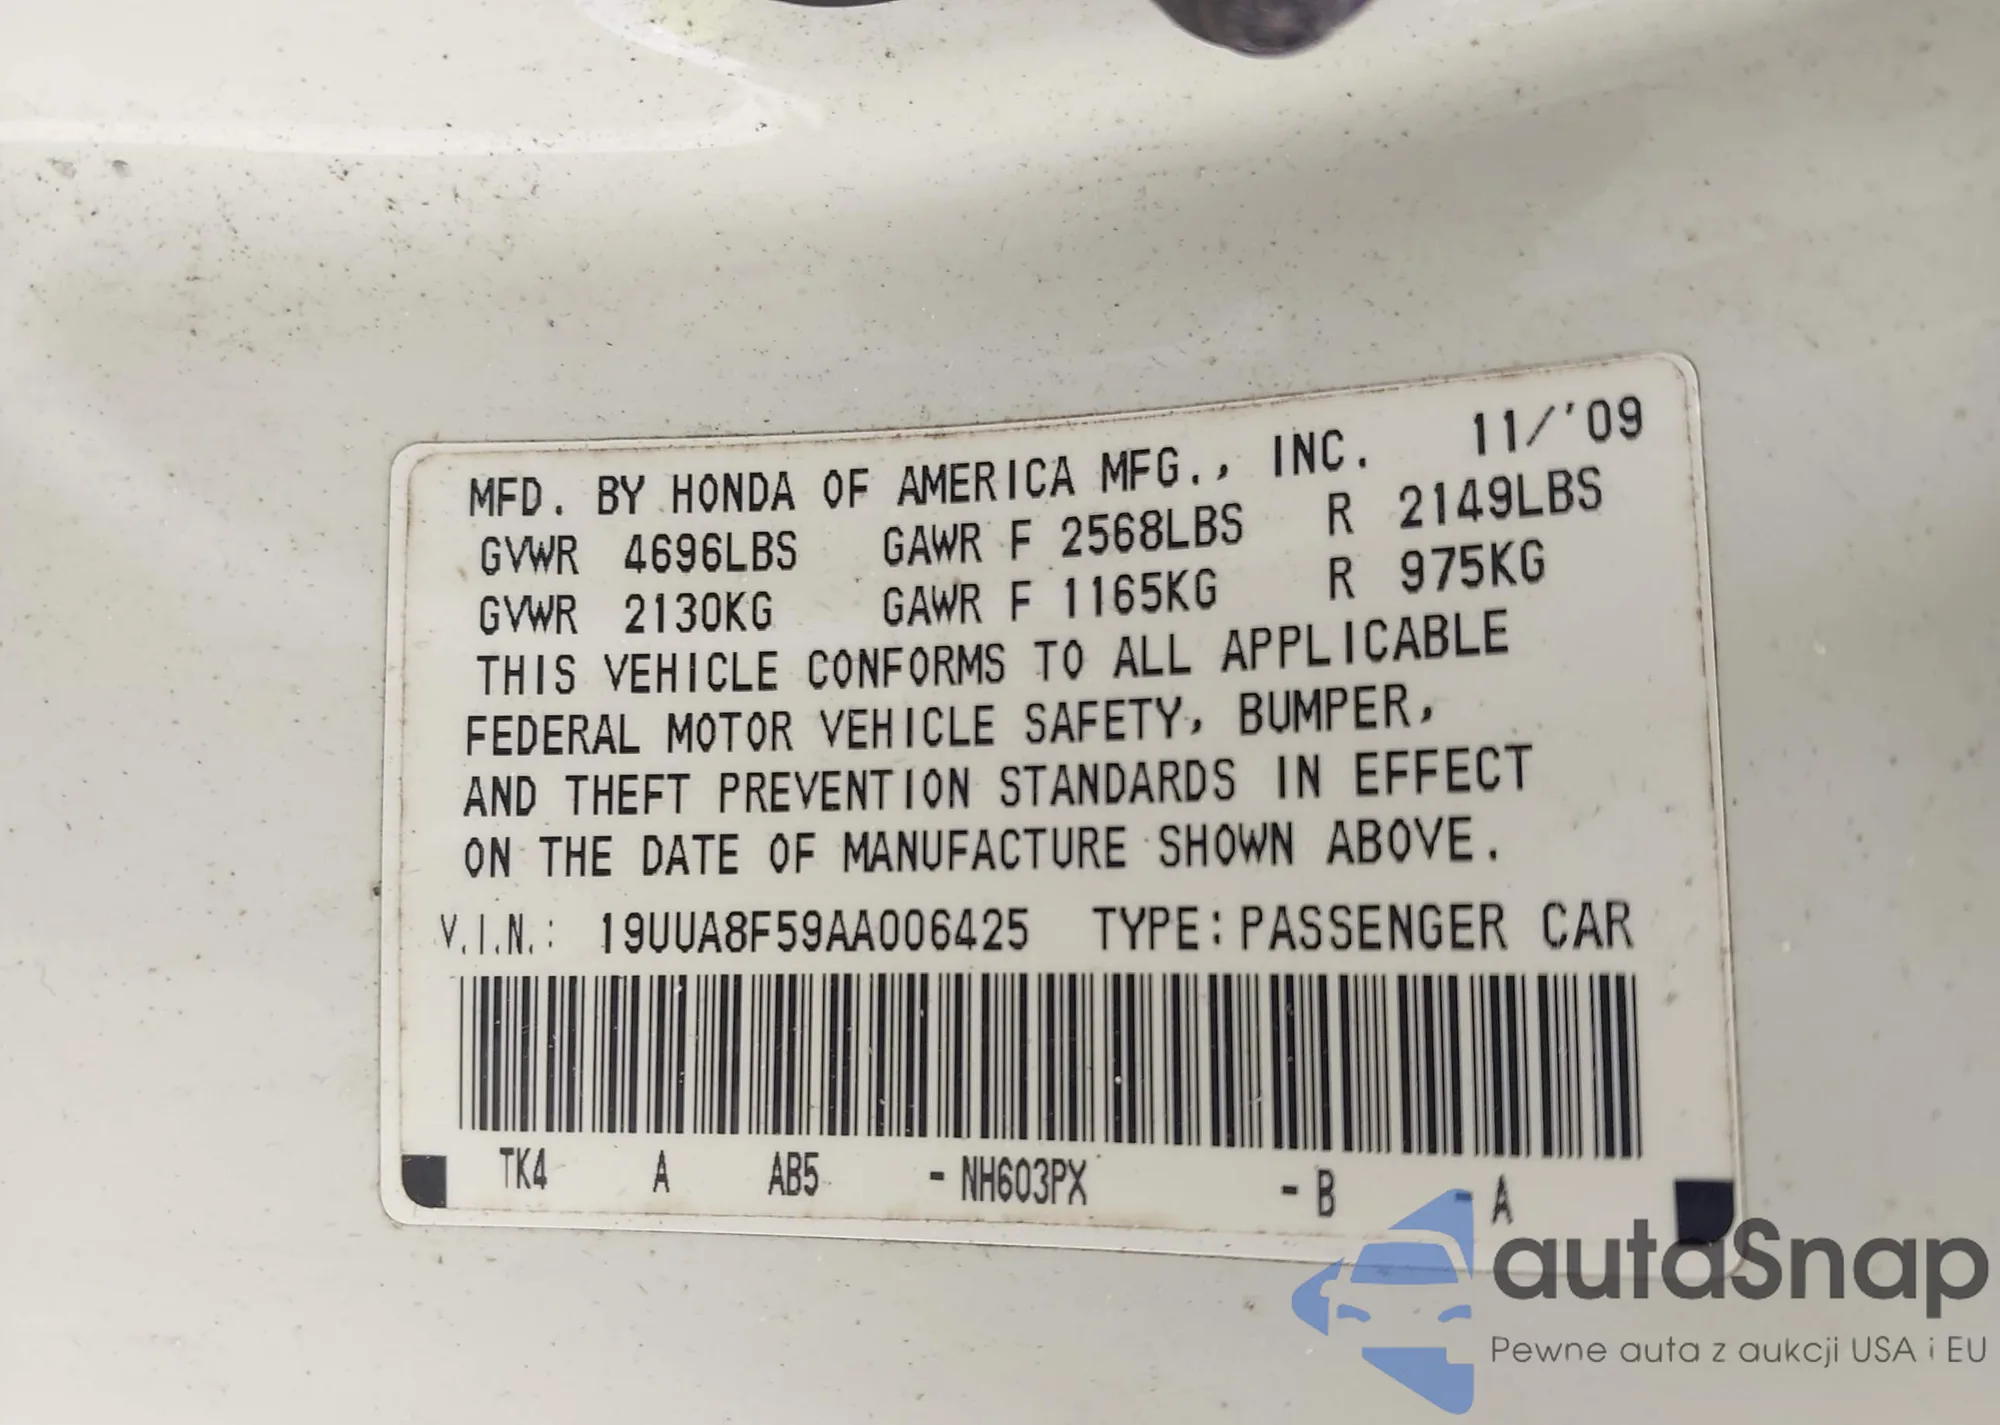 MFD. BY HONDA OF AMERICA MFG., INC. 11/'09
GVWR 4696LBS GAWR F 2568LBS R 2149LBS
GVWR 2130KG GAWR F 1165KG R 975KG
THIS VEHICLE CONFORMS TO ALL APPLICABLE
FEDERAL MOTOR VEHICLE SAFETY, BUMPER,
AND THEFT PREVENTION STANDARDS IN EFFECT
ON THE DATE OF MANUFACTURE SHOWN ABOVE.
V.I.N.: 19UUA8F59AA006425 TYPE:PASSENGER CAR
TK4 A AB5 -NH603PX -B -A
autoSnap
Pewne auta z aukcji USA i EU